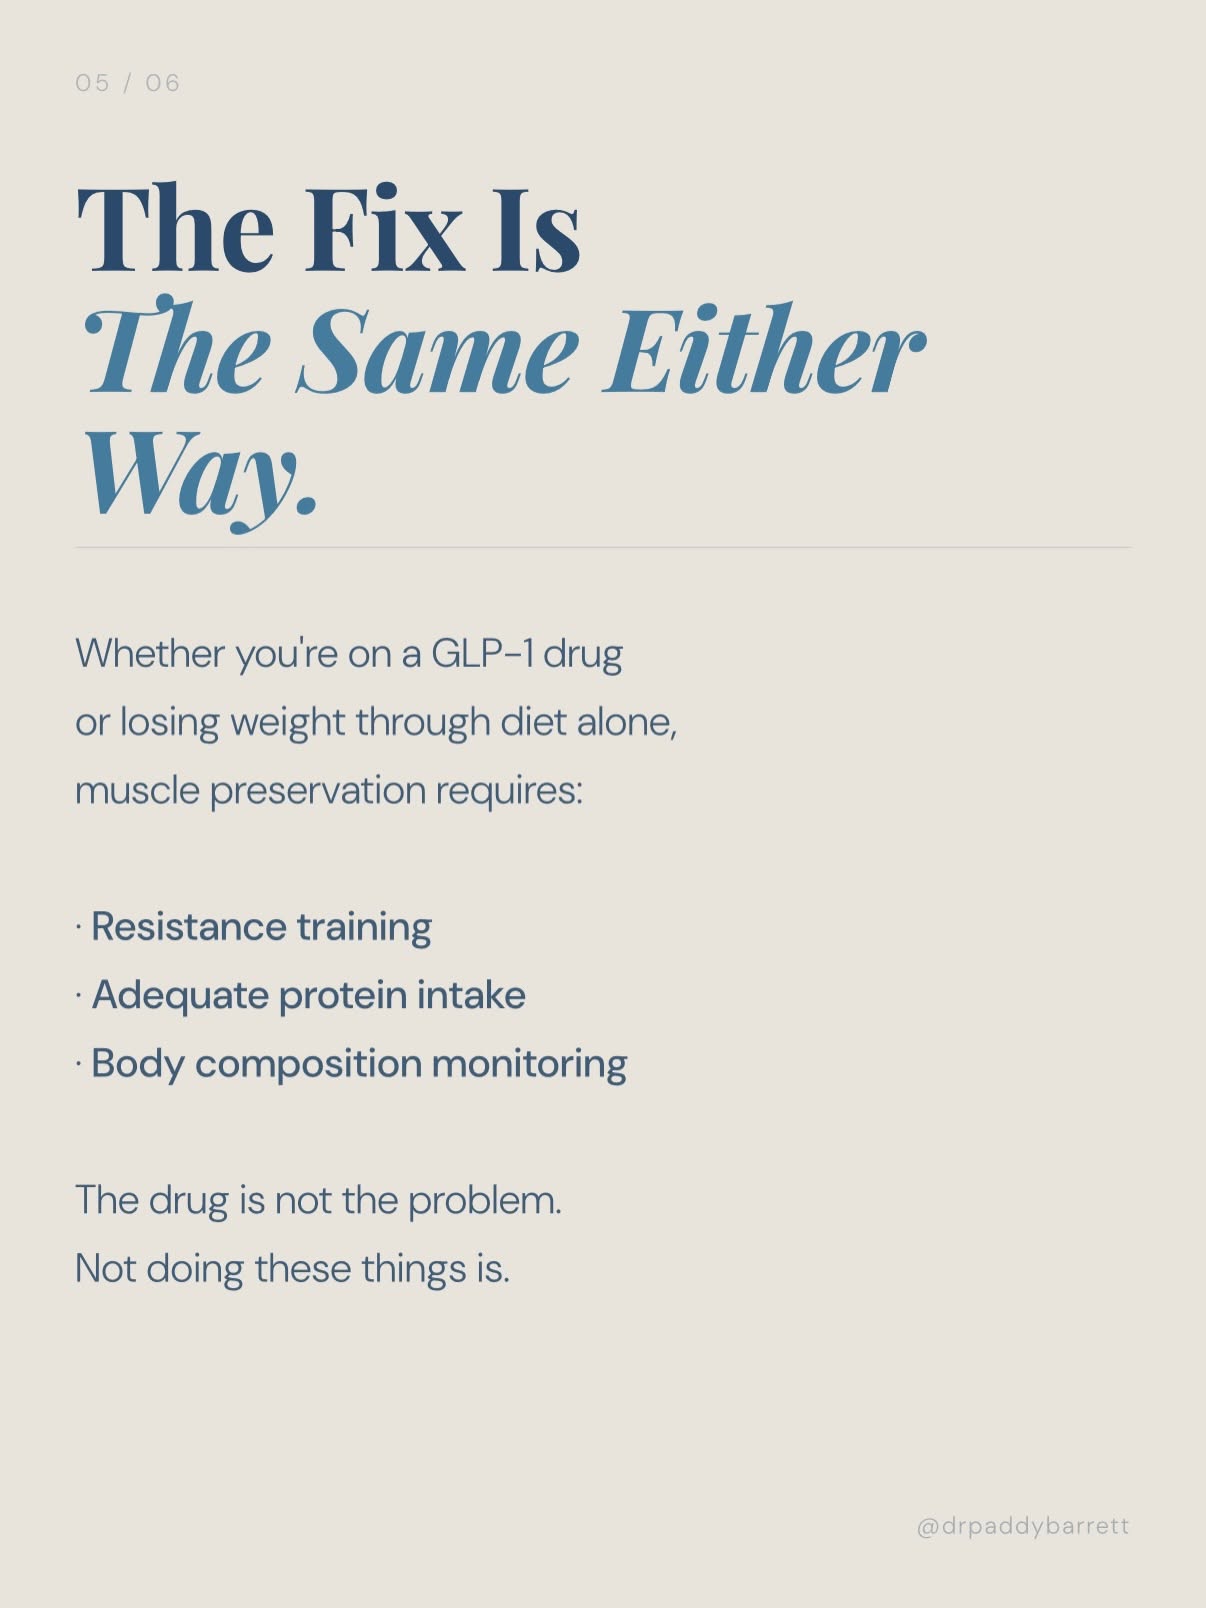 05 / 06
The Fix Is
The Same Either
Way.
Whether you're on a GLP-1 drug
or losing weight through diet alone,
muscle preservation requires:
· Resistance training
· Adequate protein intake
· Body composition monitoring
The drug is not the problem.
Not doing these things is.
@drpaddybarrett